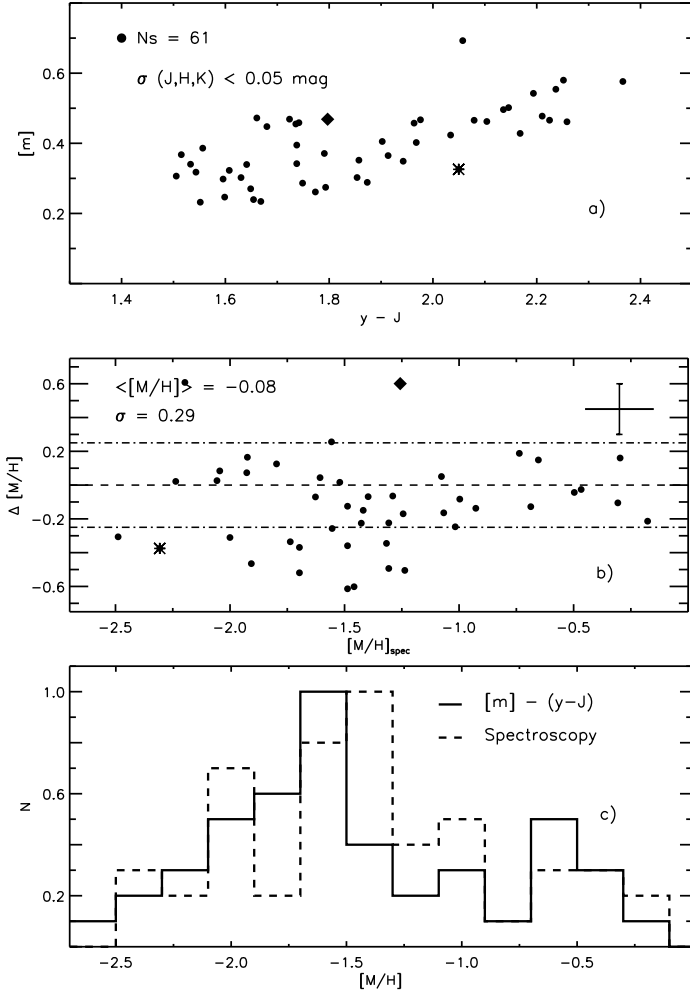 Ns = 61
σ (J,H,K) < 0.05 mag
[m]
0.8
0.6
0.4
0.2
a)
1.4 1.6 1.8 2.0 2.2 2.4
y − J
<[M/H]> = −0.08
σ = 0.29
Δ [M/H]
0.6
0.2
−0.2
−0.6
b)
−2.5 −2.0 −1.5 −1.0 −0.5
[M/H]spec
[m] − (y−J)
Spectroscopy
N
1.0
0.6
0.2
c)
−2.5 −2.0 −1.5 −1.0 −0.5
[M/H]